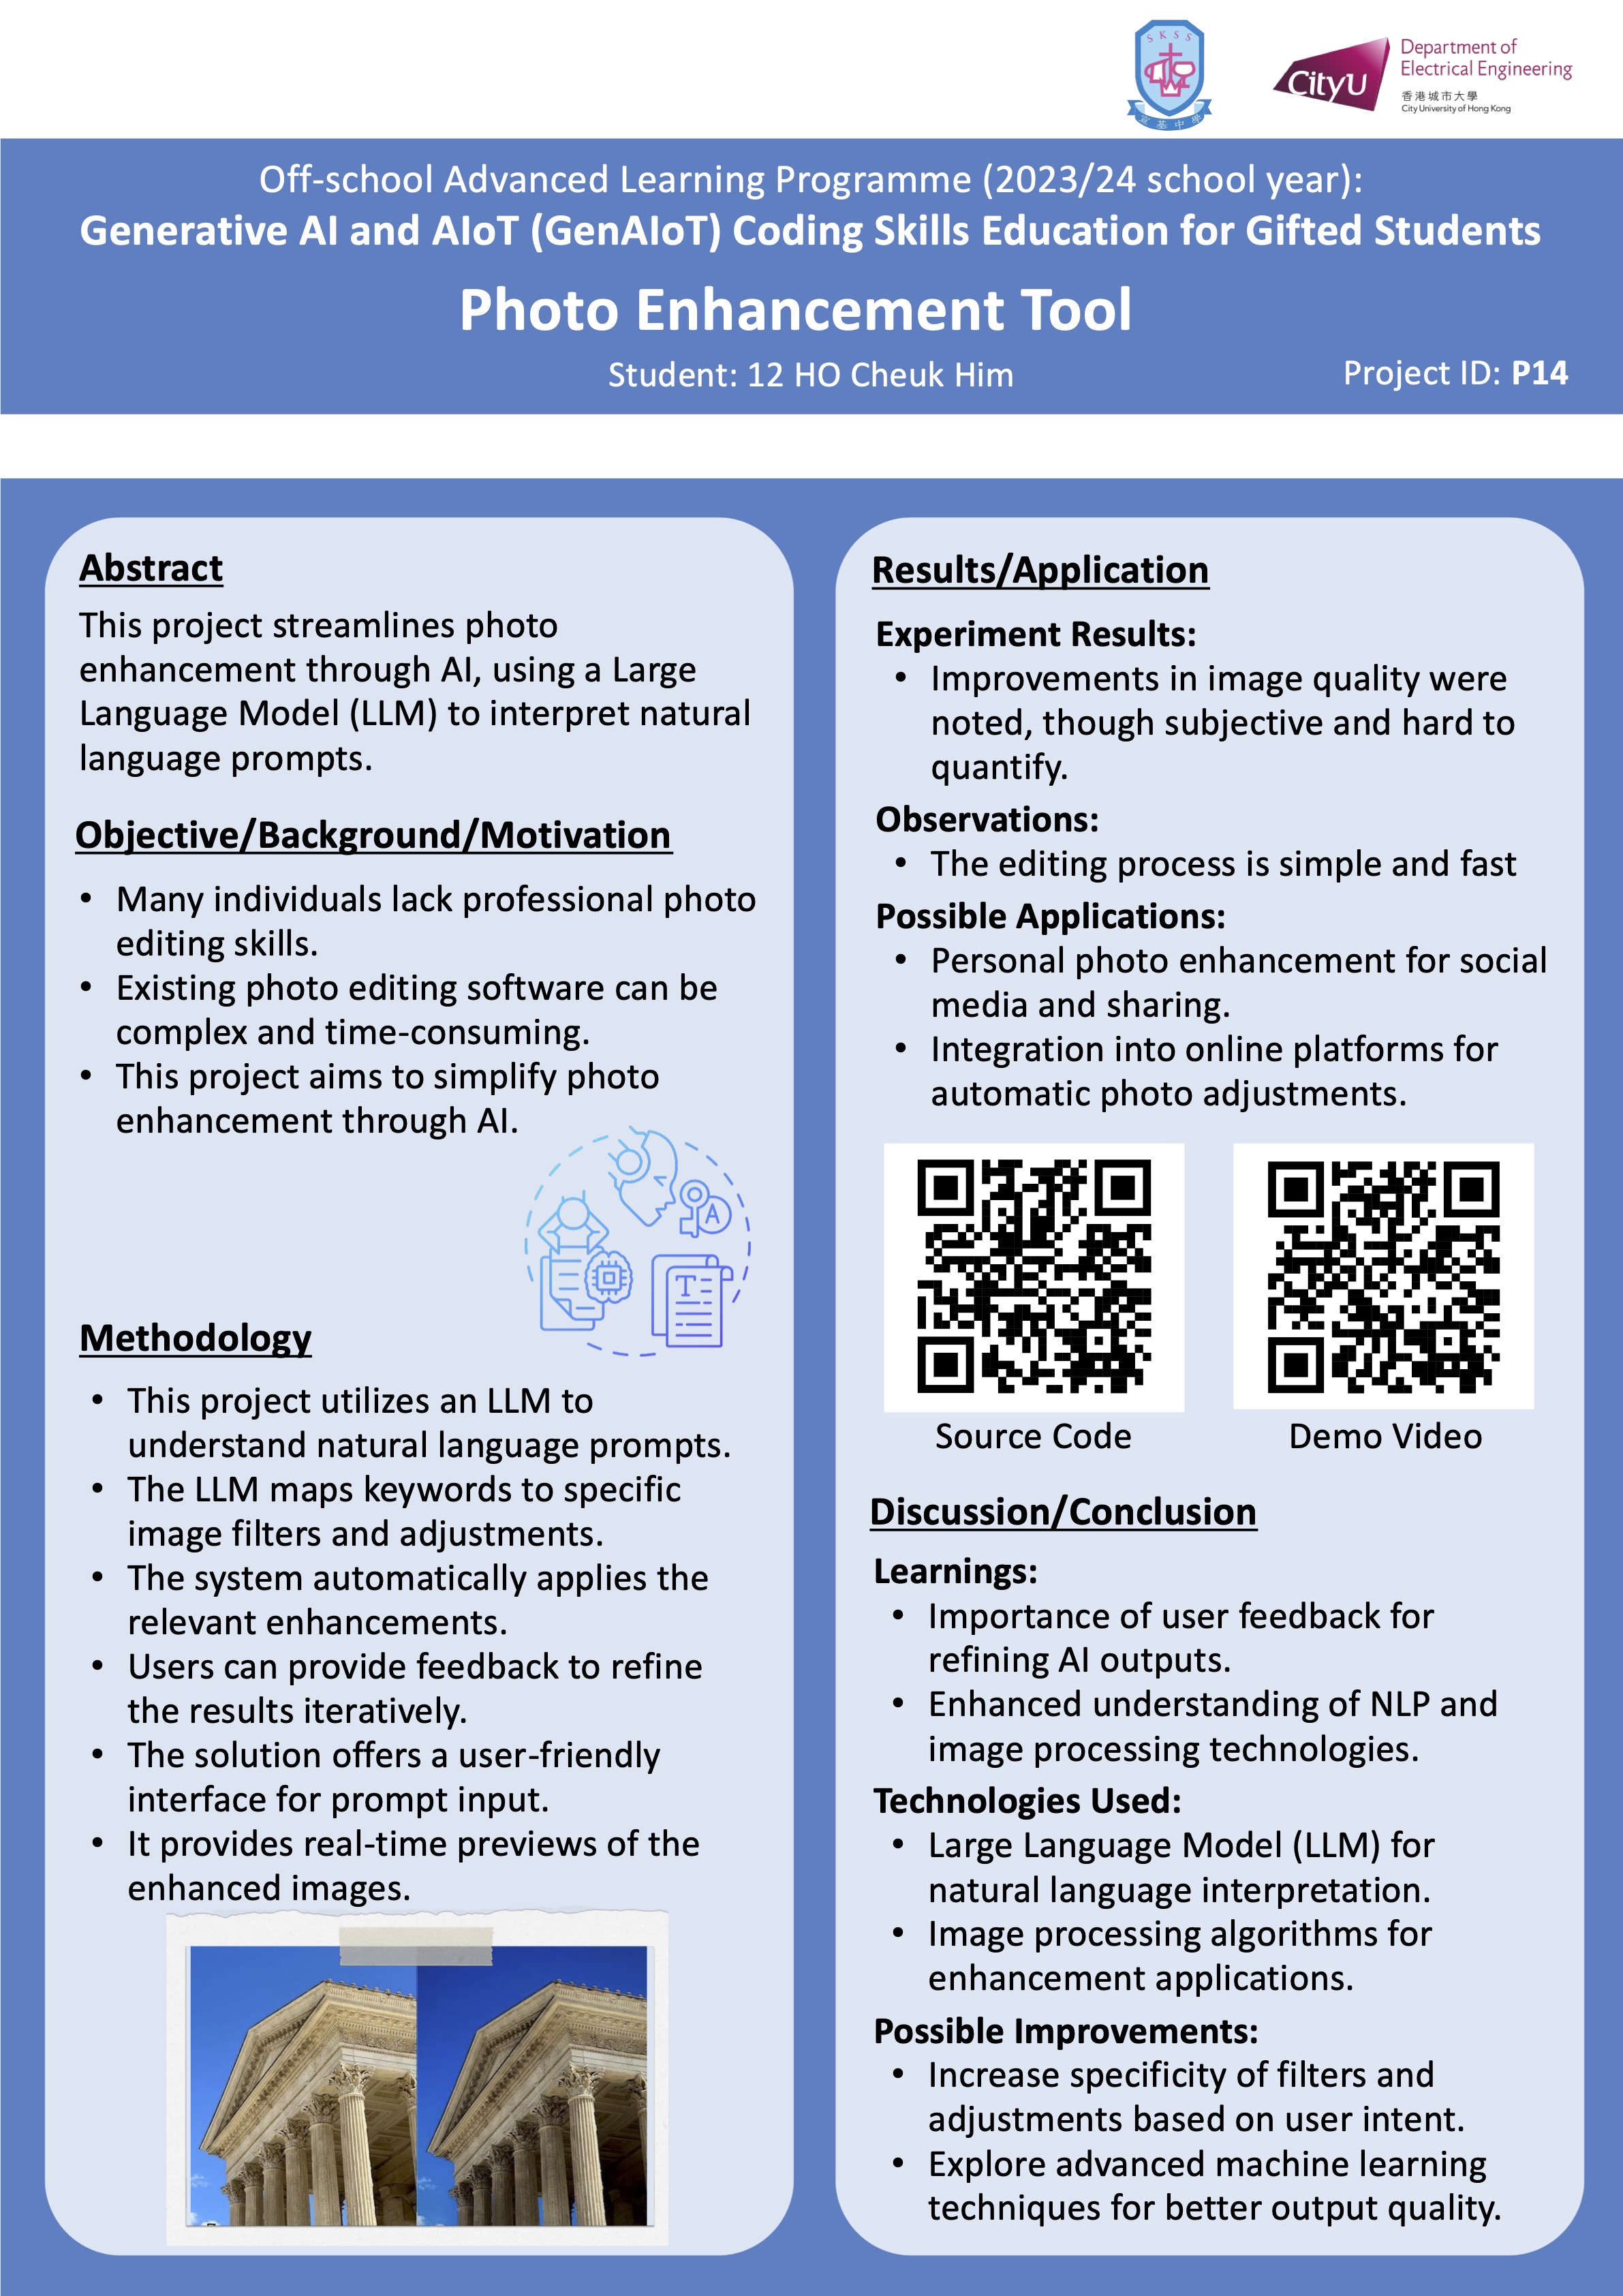 SKSS
宣基中學
CityU
Department of
Electrical Engineering
香港城市大學
City University of Hong Kong
Off-school Advanced Learning Programme (2023/24 school year):
Generative AI and AIoT (GenAIoT) Coding Skills Education for Gifted Students
Photo Enhancement Tool
Student: 12 HO Cheuk Him
Project ID: P14
Abstract
This project streamlines photo
enhancement through AI, using a Large
Language Model (LLM) to interpret natural
language prompts.
Objective/Background/Motivation
• Many individuals lack professional photo
editing skills.
• Existing photo editing software can be
complex and time-consuming.
• This project aims to simplify photo
enhancement through AI.
A
T
Methodology
• This project utilizes an LLM to
understand natural language prompts.
• The LLM maps keywords to specific
image filters and adjustments.
• The system automatically applies the
relevant enhancements.
• Users can provide feedback to refine
the results iteratively.
• The solution offers a user-friendly
interface for prompt input.
• It provides real-time previews of the
enhanced images.
Results/Application
Experiment Results:
• Improvements in image quality were
noted, though subjective and hard to
quantify.
Observations:
• The editing process is simple and fast
Possible Applications:
• Personal photo enhancement for social
media and sharing.
• Integration into online platforms for
automatic photo adjustments.
Source Code
Demo Video
Discussion/Conclusion
Learnings:
• Importance of user feedback for
refining AI outputs.
• Enhanced understanding of NLP and
image processing technologies.
Technologies Used:
• Large Language Model (LLM) for
natural language interpretation.
• Image processing algorithms for
enhancement applications.
Possible Improvements:
• Increase specificity of filters and
adjustments based on user intent.
• Explore advanced machine learning
techniques for better output quality.